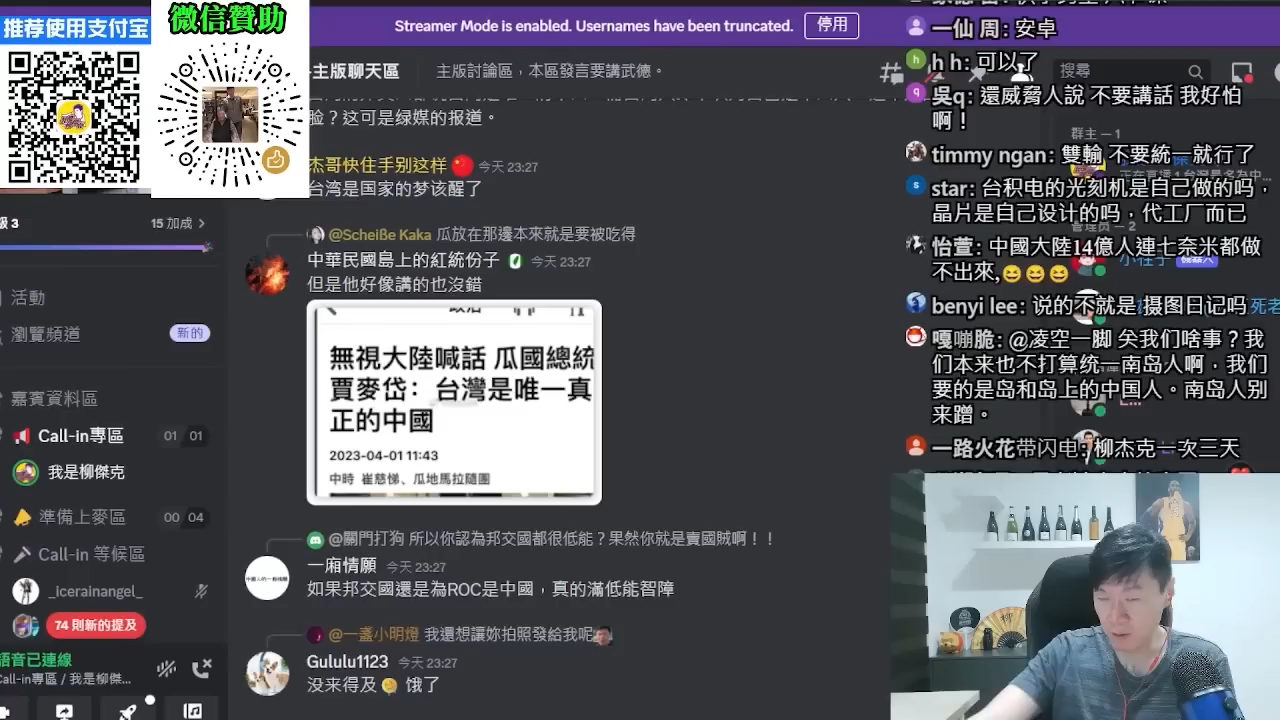 推荐使用支付宝
微信贊助
Streamer Mode is enabled. Usernames have been truncated.
停用
主版聊天區
主版討論區，本區發言要講武德。
搜尋
脸？这可是绿媒的报道。
杰哥快住手别这样 今天 23:27
台湾是国家的梦该醒了
@Scheiße Kaka 瓜放在那邊本來就是要被吃得
中華民國島上的紅統份子 今天 23:27
但是他好像講的也沒錯
無視大陸喊話 瓜國總統
賈麥岱：台灣是唯一真
正的中國
2023-04-01 11:43
中時 崔慈悌、瓜地馬拉隨團
@關門打狗 所以你認為邦交國都很低能？果然你就是賣國賊啊！！
一廂情願 今天 23:27
如果邦交國還是為ROC是中國，真的滿低能智障
@一盞小明燈 我還想讓妳拍照發給我呢
Gululu1123 今天 23:27
没来得及 饿了
級 3
15 加成
活動
瀏覽頻道
新的
嘉賓資料區
Call-in專區
01 01
我是柳傑克
準備上麥區
00 04
Call-in 等候區
_icerainangel_
74 則新的提及
語音已連線
Call-in專區 / 我是柳傑...
一仙 周: 安卓
h h: 可以了
吳q: 還威脅人說 不要講話 我好怕
啊！
群主 — 1
timmy ngan: 雙輸 不要統一就行了
star: 台积电的光刻机是自己做的吗，
晶片是自己设计的吗，代工厂而已
管理员 — 2
怡萱: 中國大陸14億人連七奈米都做
不出來,😆😆😆
benyi lee: 说的不就是摄图日记吗
嘎嘣脆: @凌空一脚 关我们啥事？我
们本来也不打算统一南岛人啊，我们
要的是岛和岛上的中国人。南岛人别
来蹭。
一路火花带闪电: 柳杰克一次三天